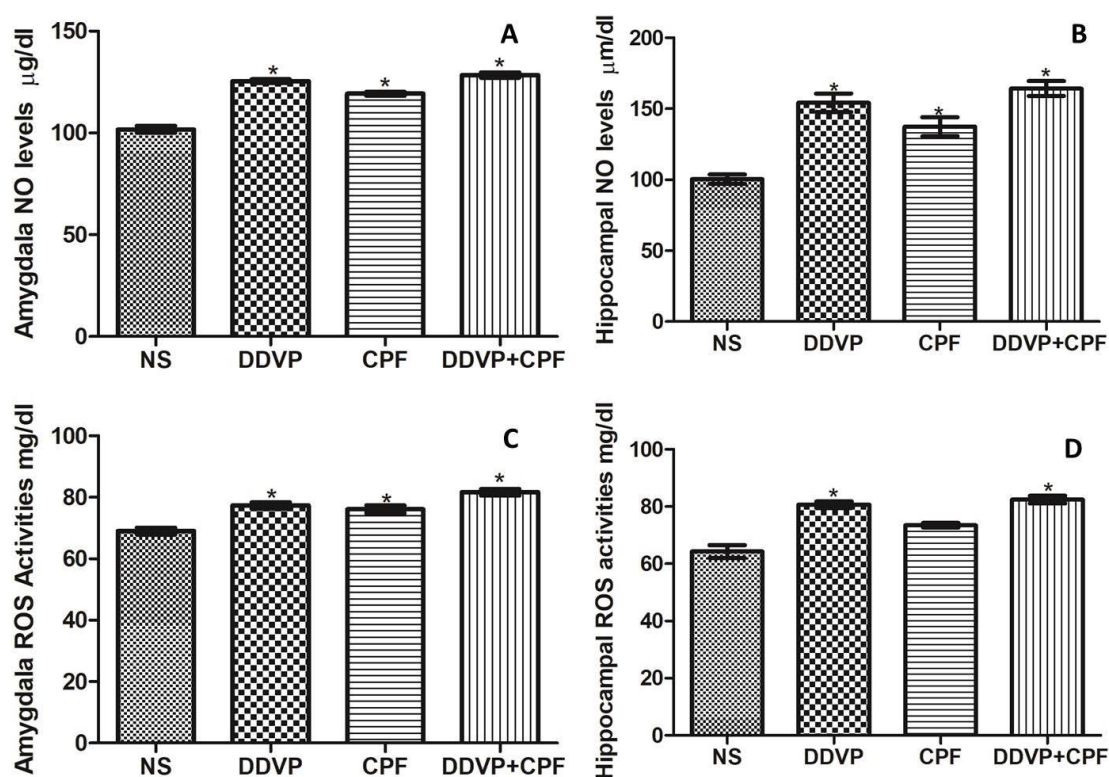 Amygdala NO levels µg/dl
150
100
50
0
A
*
*
*
NS
DDVP
CPF
DDVP+CPF
Hippocampal NO levels µm/dl
200
150
100
50
0
B
*
*
*
NS
DDVP
CPF
DDVP+CPF
Amygdala ROS Activities mg/dl
100
80
60
40
20
0
C
*
*
*
NS
DDVP
CPF
DDVP+CPF
Hippocampal ROS activities mg/dl
100
80
60
40
20
0
D
*
*
NS
DDVP
CPF
DDVP+CPF